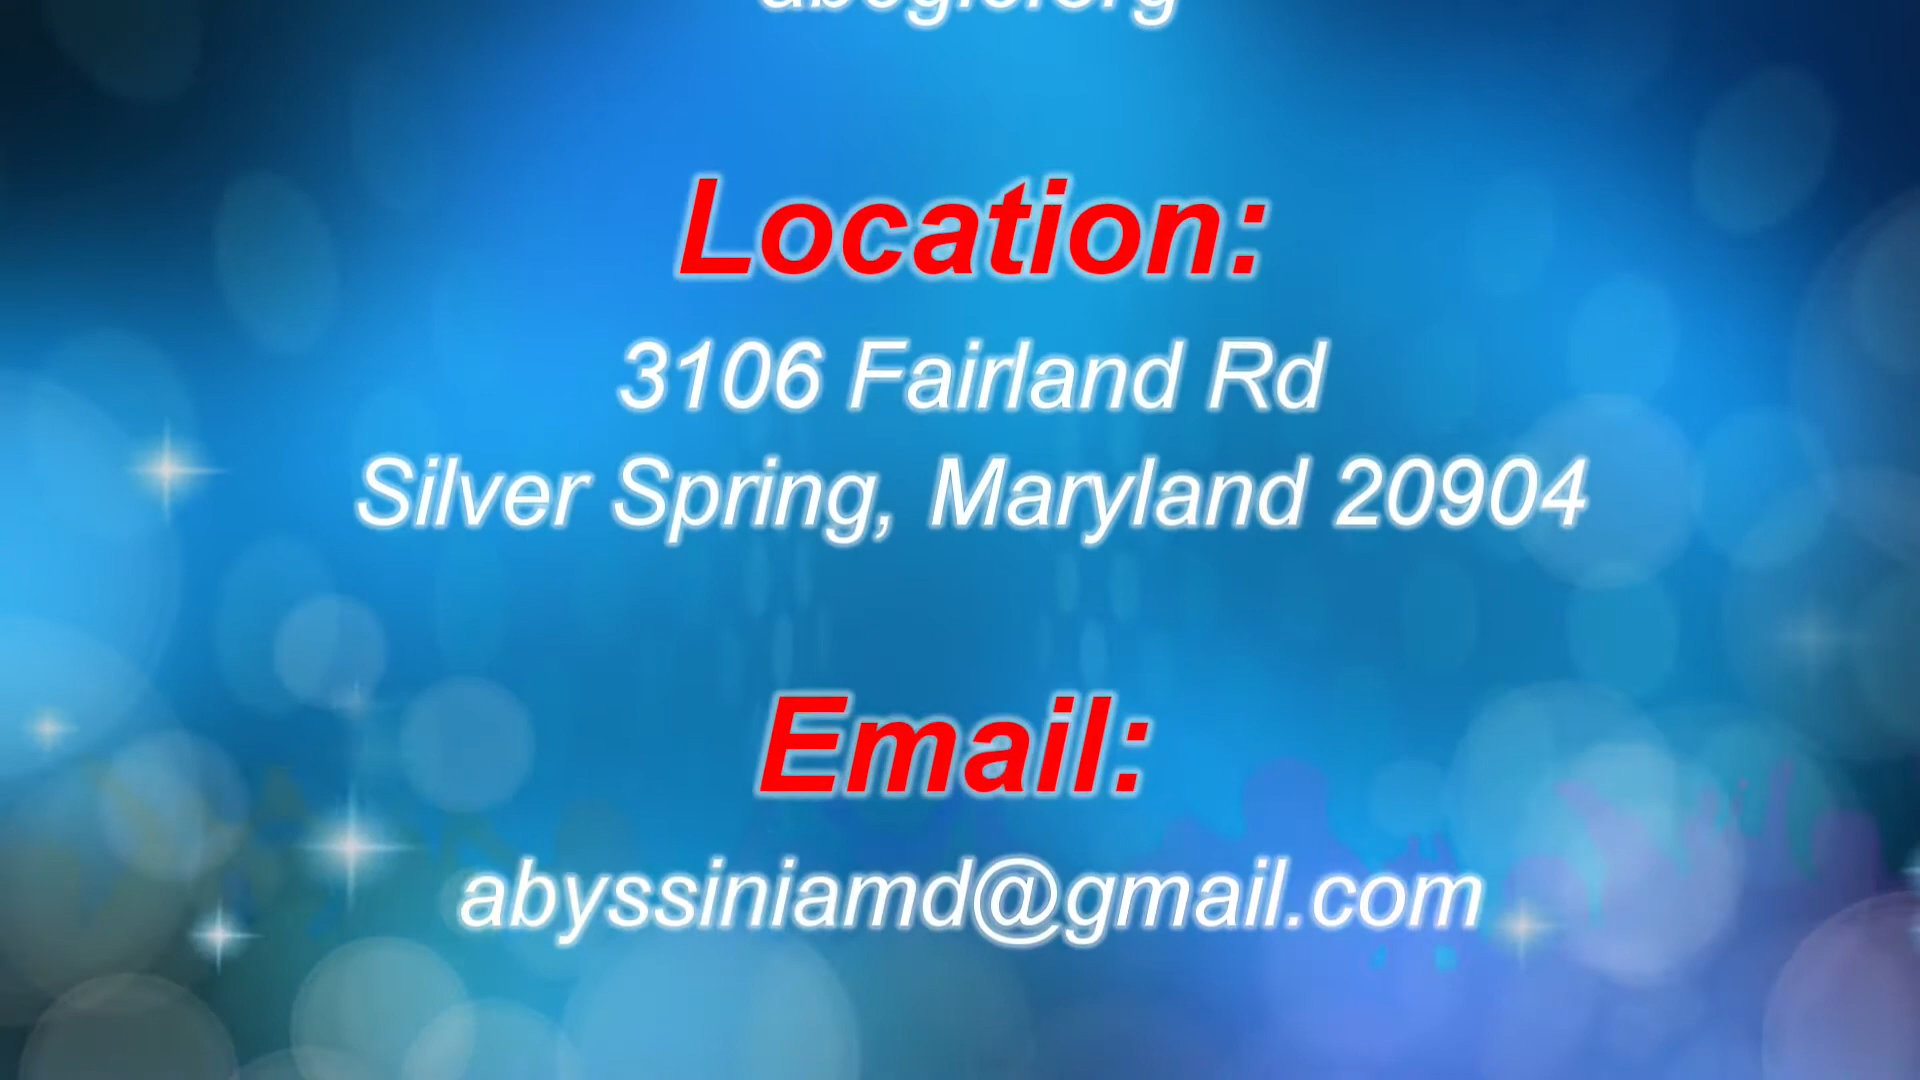 Location:
3106 Fairland Rd
Silver Spring, Maryland 20904
Email:
abyssiniamd@gmail.com